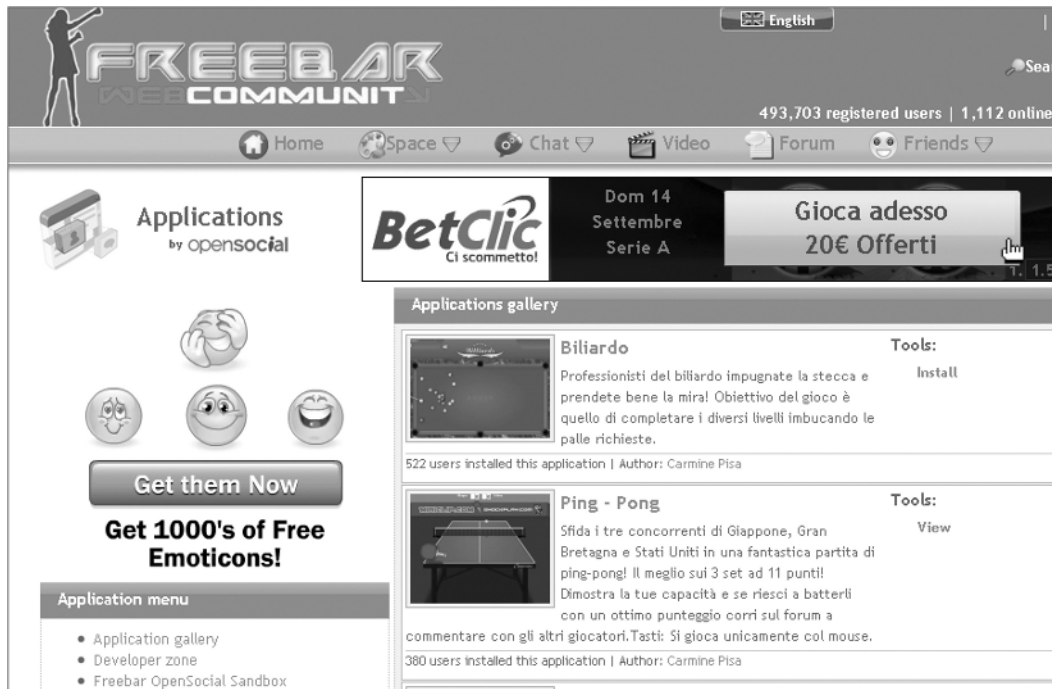 English
FREEBAR
WEB COMMUNITY
Sear
493,703 registered users | 1,112 online
Home Space Chat Video Forum Friends
Applications
by opensocial
BetClic
Ci scommetto!
Dom 14
Settembre
Serie A
Gioca adesso
20€ Offerti
T. 1.5
Get them Now
Get 1000's of Free
Emoticons!
Application menu
Application gallery
Developer zone
Freebar OpenSocial Sandbox
Applications gallery
Biliardo
Professionisti del biliardo impugnate la stecca e
prendete bene la mira! Obiettivo del gioco è
quello di completare i diversi livelli imbucando le
palle richieste.
Tools:
Install
522 users installed this application | Author: Carmine Pisa
Ping - Pong
Sfida i tre concorrenti di Giappone, Gran
Bretagna e Stati Uniti in una fantastica partita di
ping-pong! Il meglio sui 3 set ad 11 punti!
Dimostra la tue capacità e se riesci a batterli
con un ottimo punteggio corri sul forum a
commentare con gli altri giocatori.Tasti: Si gioca unicamente col mouse.
Tools:
View
380 users installed this application | Author: Carmine Pisa